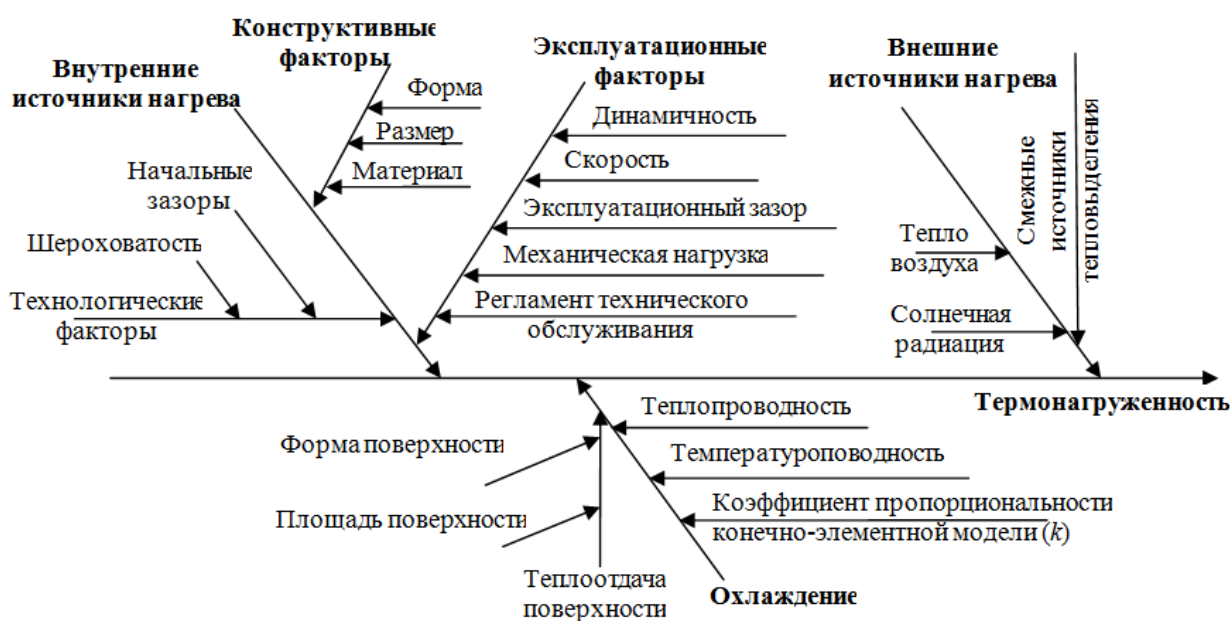 Конструктивные
факторы
Внутренние
источники нагрева
Форма
Размер
Материал
Начальные
зазоры
Шероховатость
Технологические
факторы
Эксплуатационные
факторы
Динамичность
Скорость
Эксплуатационный зазор
Механическая нагрузка
Регламент технического
обслуживания
Внешние
источники нагрева
Смежные
источники
тепловыделения
Тепло
воздуха
Солнечная
радиация
Термонагруженность
Теплопроводность
Температуроповодность
Коэффициент пропорциональности
конечно-элементной модели (k)
Форма поверхности
Площадь поверхности
Теплоотдача
поверхности
Охлаждение